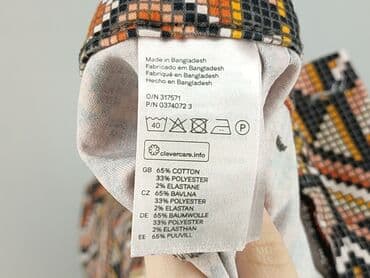 Made in Bangladesh
Fabricado em Bangladesh
Fabriqué en Bangladesh
Hecho en Bangladesh
O/N 317571
P/N 0374072 3
40
P
clevercare.info
GB 65% COTTON
33% POLYESTER
2% ELASTANE
CZ 65% BAVLNA
33% POLYESTER
2% ELASTAN
DE 65% BAUMWOLLE
33% POLYESTER
2% ELASTHAN
EE 65% PUUVILL